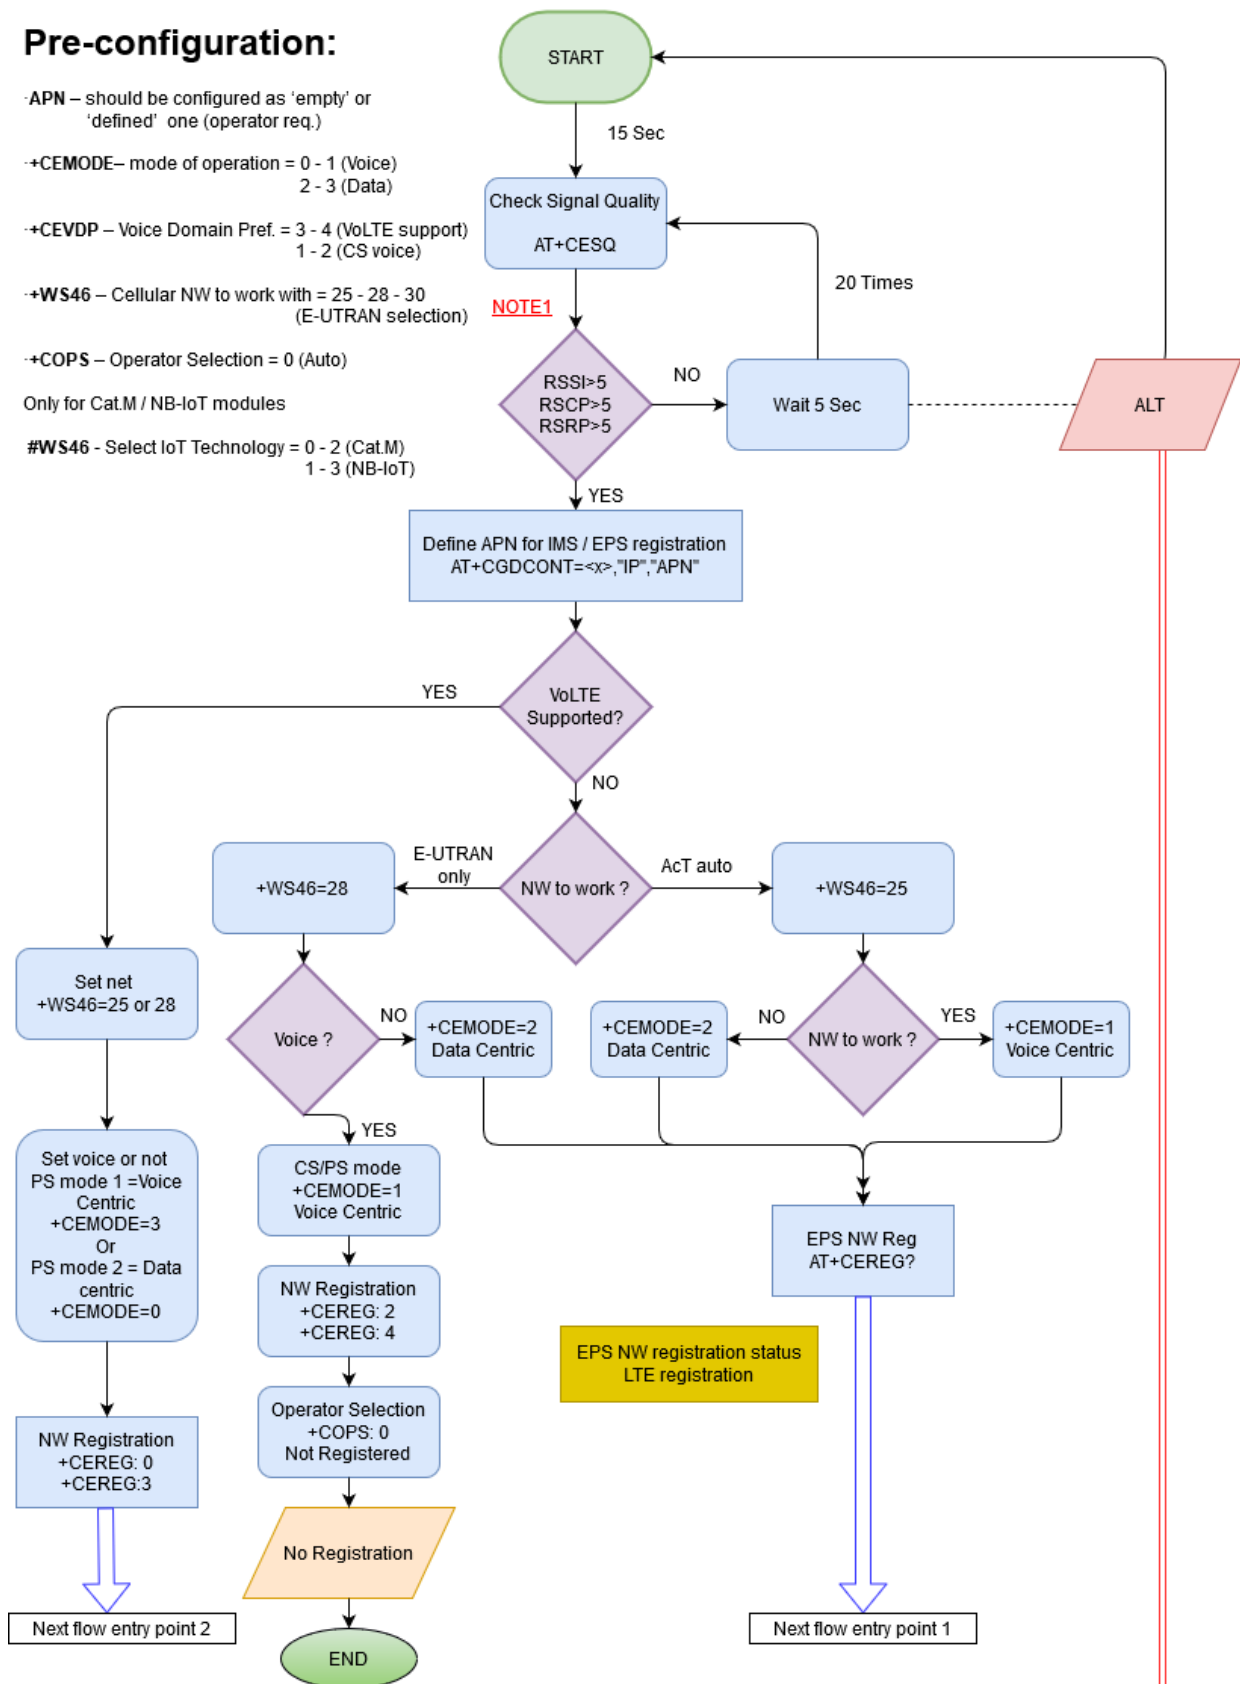 Pre-configuration:
·APN – should be configured as ‘empty’ or
‘defined’ one (operator req.)
·+CEMODE– mode of operation = 0 - 1 (Voice)
2 - 3 (Data)
·+CEVDP – Voice Domain Pref. = 3 - 4 (VoLTE support)
1 - 2 (CS voice)
·+WS46 – Cellular NW to work with = 25 - 28 - 30
(E-UTRAN selection)
·+COPS – Operator Selection = 0 (Auto)
Only for Cat.M / NB-IoT modules
#WS46 - Select IoT Technology = 0 - 2 (Cat.M)
1 - 3 (NB-IoT)
START
15 Sec
Check Signal Quality
AT+CESQ
20 Times
NOTE1
RSSI>5
RSCP>5
RSRP>5
NO
Wait 5 Sec
ALT
YES
Define APN for IMS / EPS registration
AT+CGDCONT=<x>,"IP","APN"
VoLTE
Supported?
YES
NO
NW to work ?
E-UTRAN
only
AcT auto
+WS46=28
+WS46=25
Set net
+WS46=25 or 28
Voice ?
NO
+CEMODE=2
Data Centric
+CEMODE=2
Data Centric
NO
NW to work ?
YES
+CEMODE=1
Voice Centric
YES
Set voice or not
PS mode 1 =Voice
Centric
+CEMODE=3
Or
PS mode 2 = Data
centric
+CEMODE=0
CS/PS mode
+CEMODE=1
Voice Centric
EPS NW Reg
AT+CEREG?
NW Registration
+CEREG: 2
+CEREG: 4
EPS NW registration status
LTE registration
Operator Selection
+COPS: 0
Not Registered
NW Registration
+CEREG: 0
+CEREG:3
No Registration
Next flow entry point 2
END
Next flow entry point 1